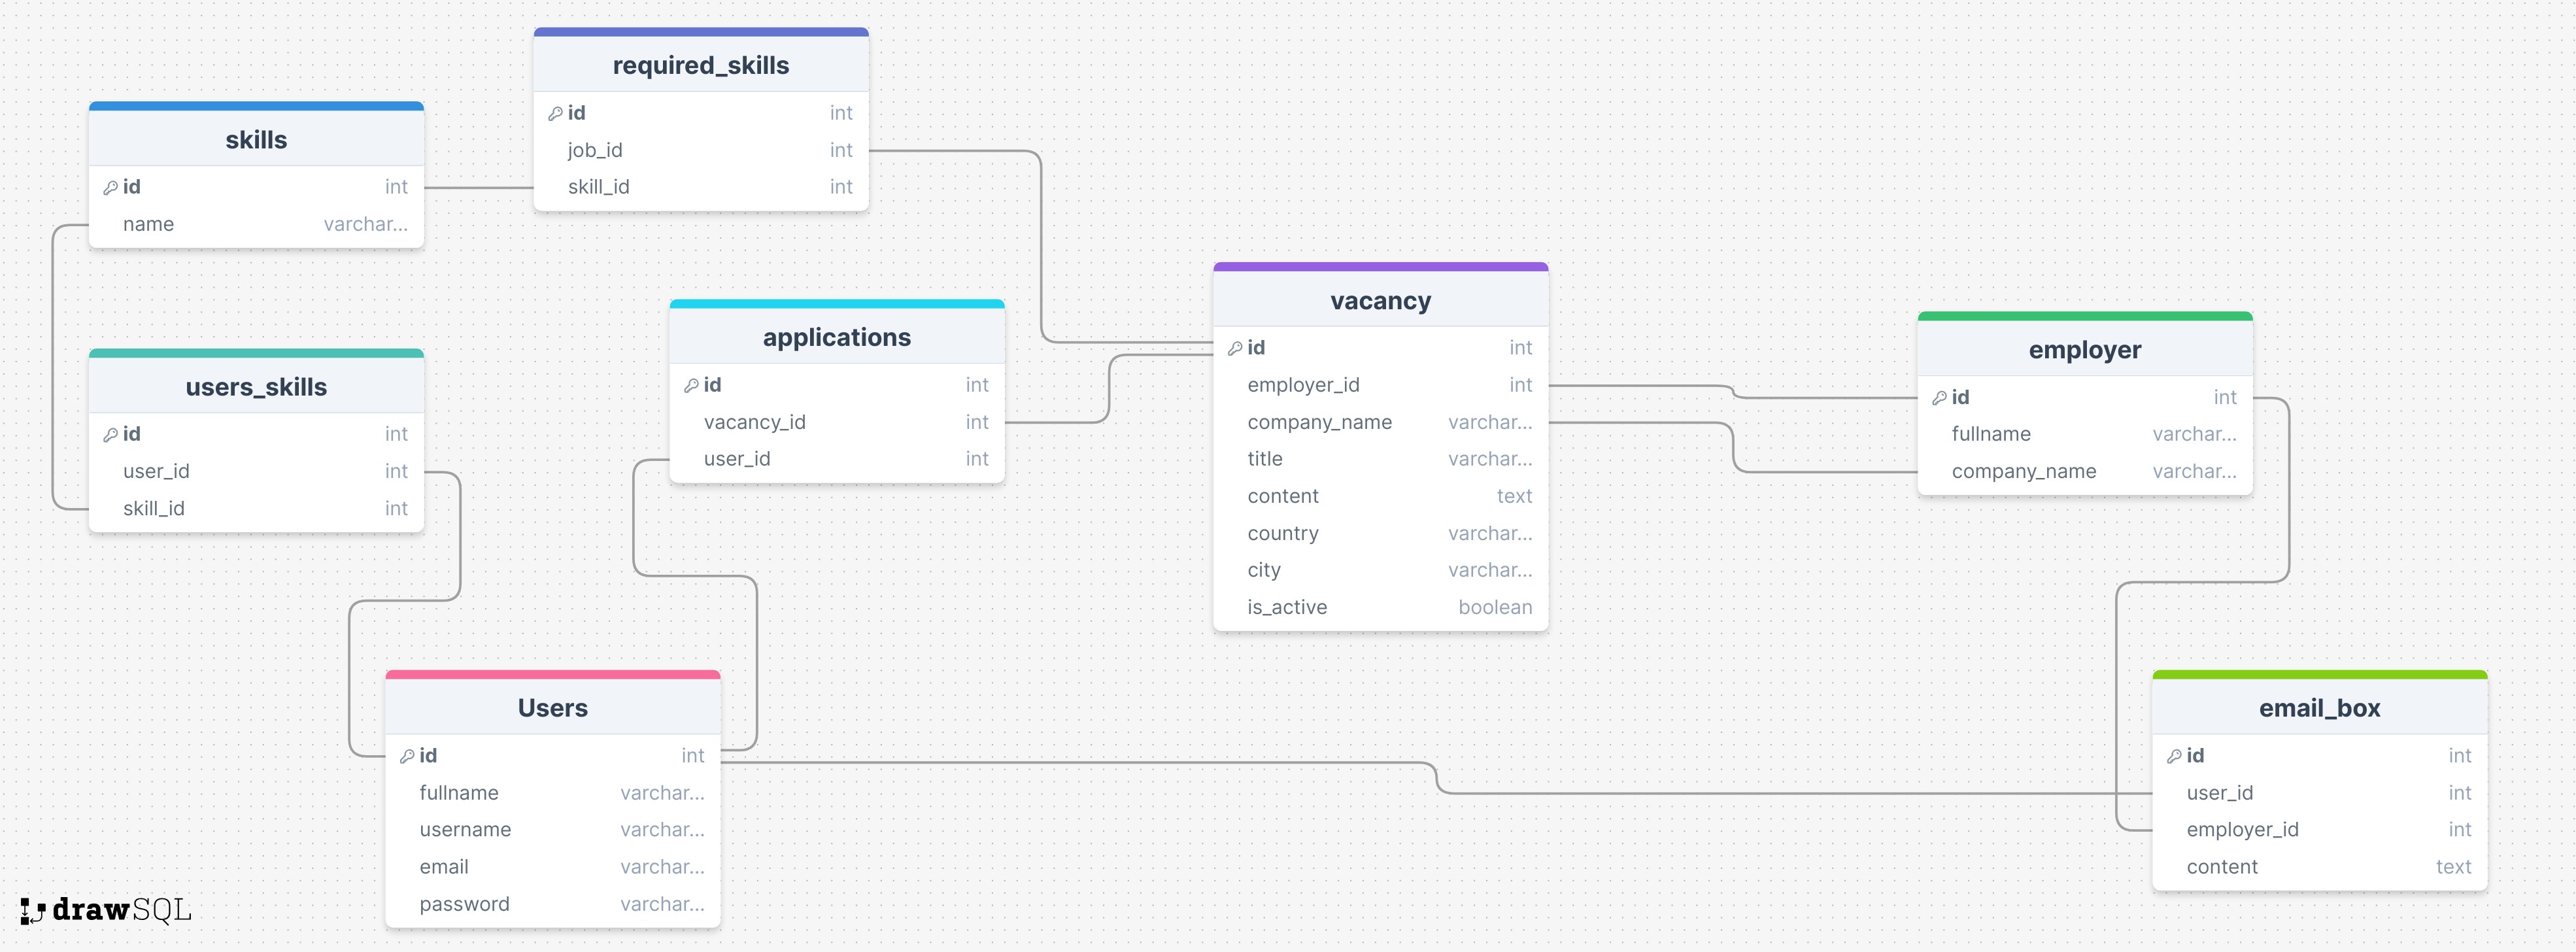 required_skills
id int
job_id int
skill_id int
skills
id int
name varchar...
users_skills
id int
user_id int
skill_id int
applications
id int
vacancy_id int
user_id int
vacancy
id int
employer_id int
company_name varchar...
title varchar...
content text
country varchar...
city varchar...
is_active boolean
employer
id int
fullname varchar...
company_name varchar...
Users
id int
fullname varchar...
username varchar...
email varchar...
password varchar...
email_box
id int
user_id int
employer_id int
content text
drawSQL